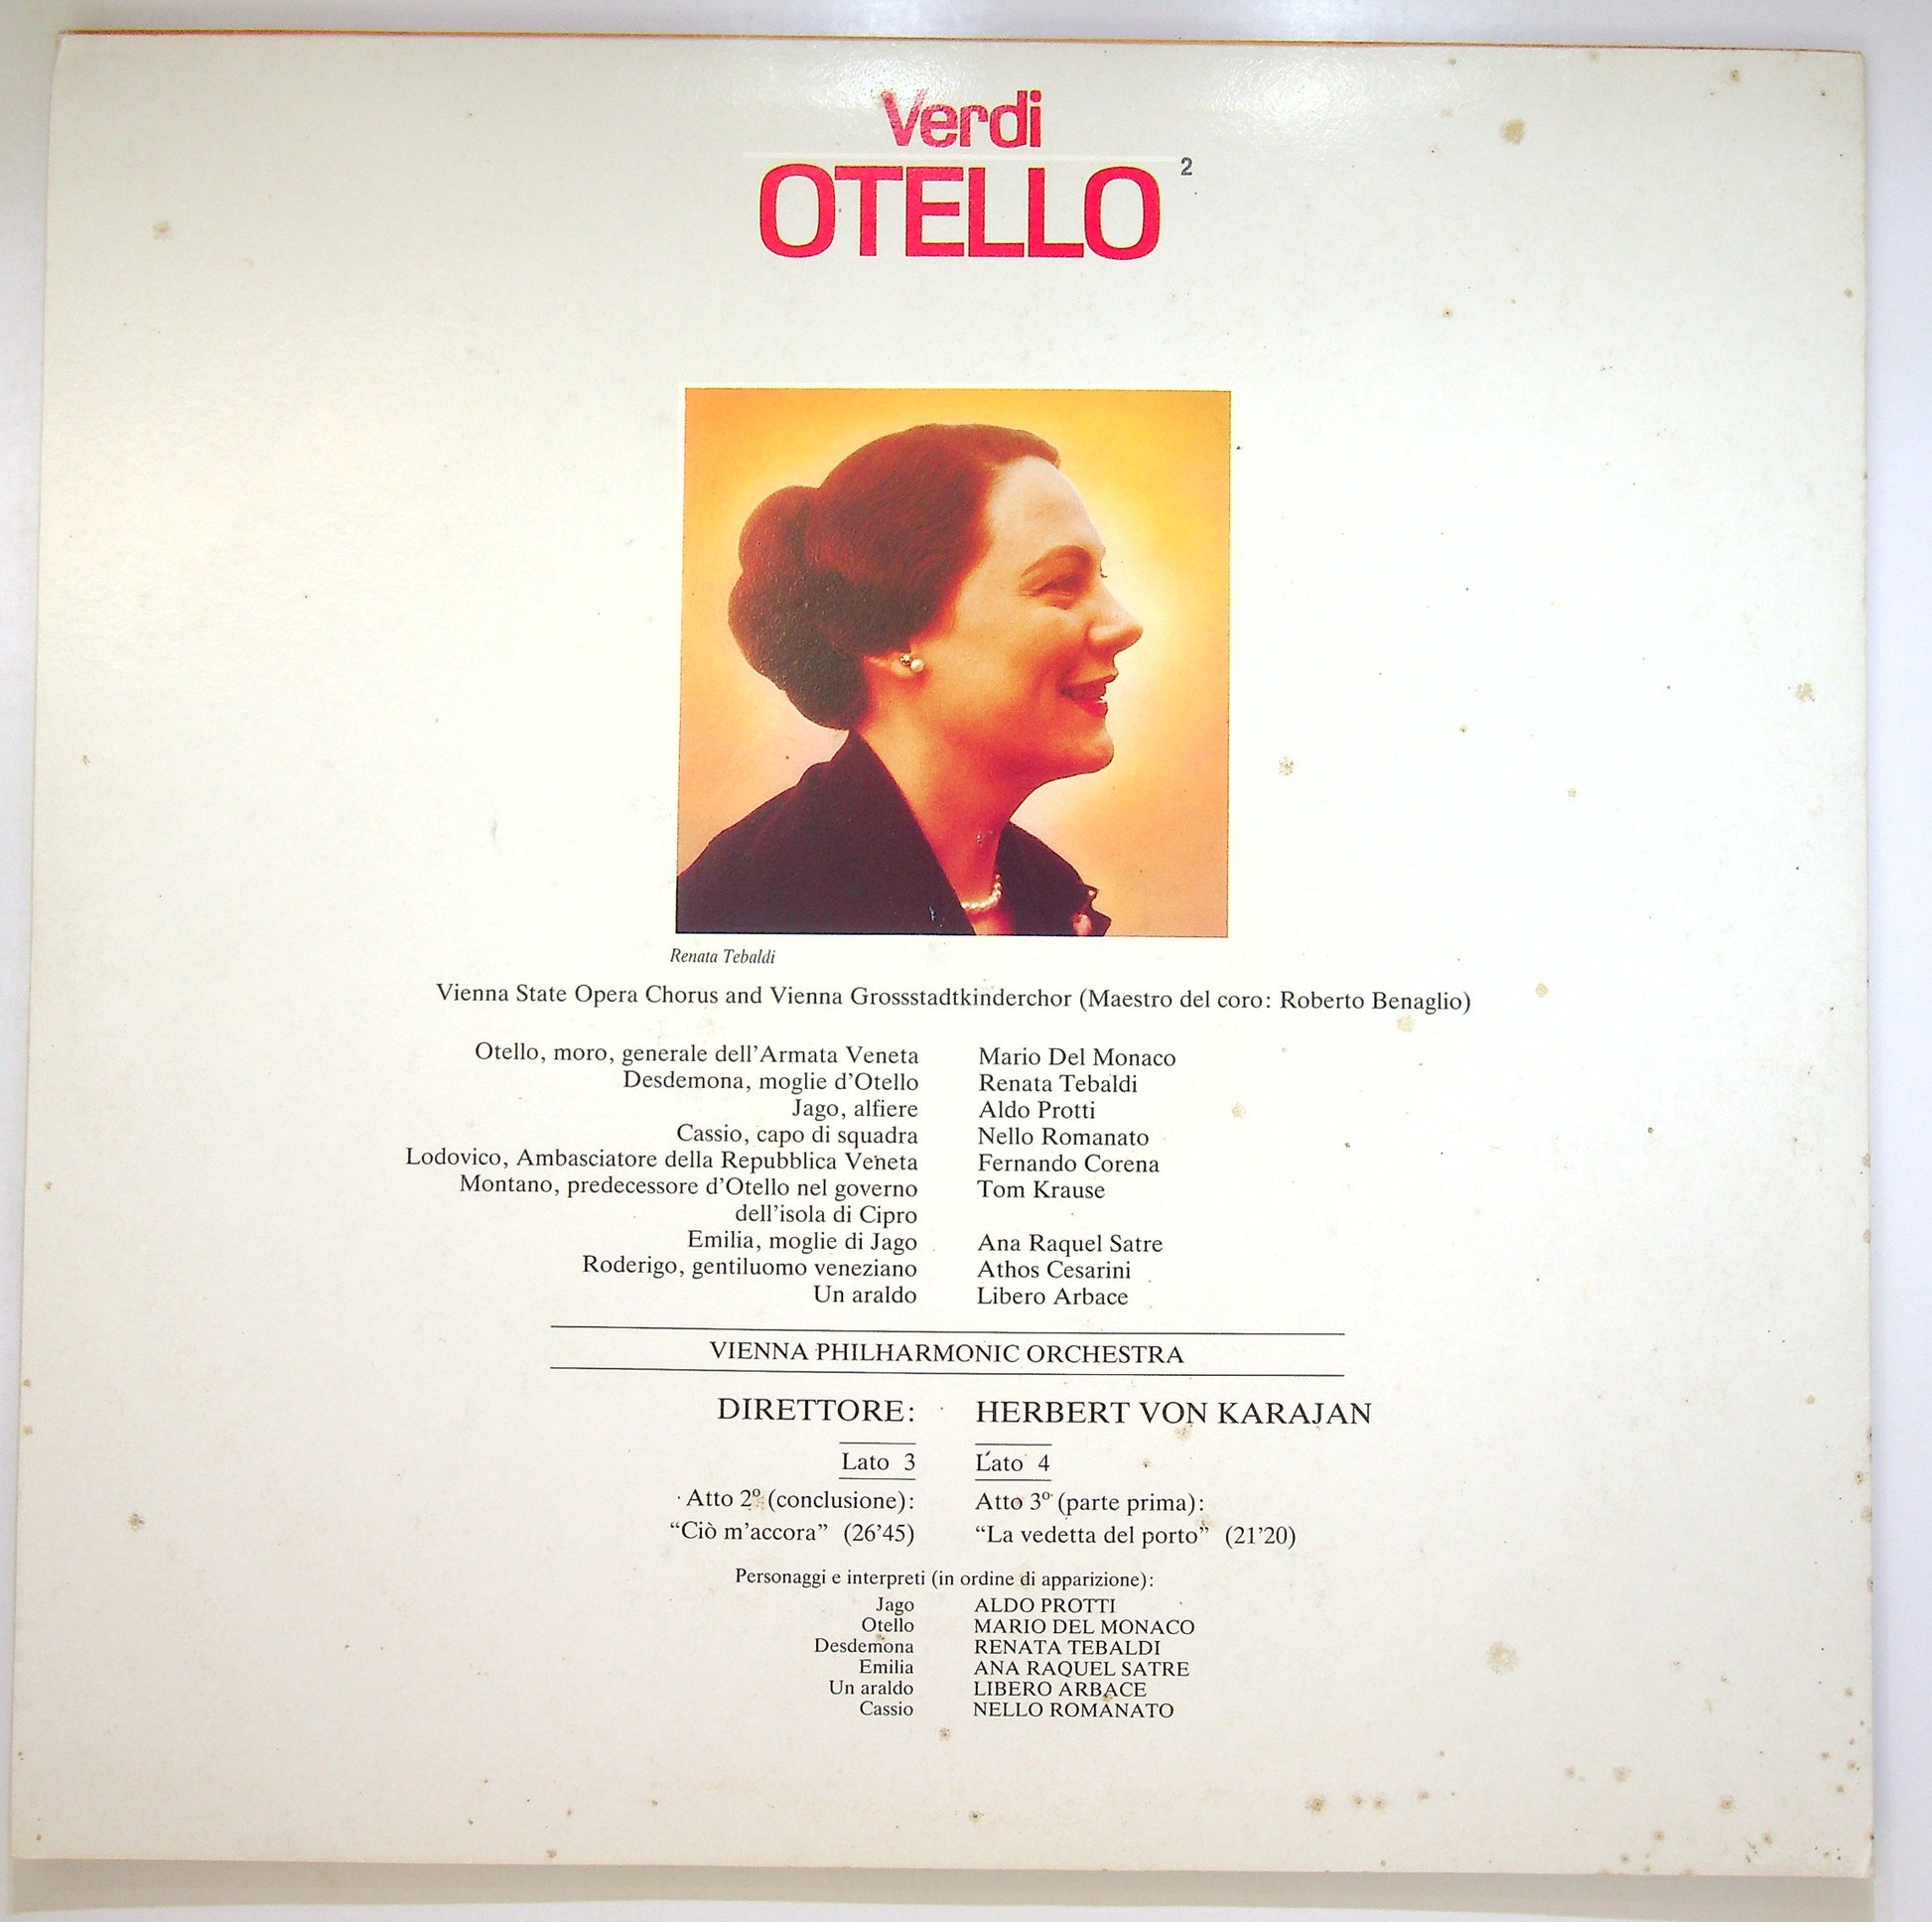 Verdi
OTELLO 2
Renata Tebaldi
Vienna State Opera Chorus and Vienna Grossstadtkinderchor (Maestro del coro: Roberto Benaglio)
Otello, moro, generale dell'Armata Veneta Mario Del Monaco
Desdemona, moglie d'Otello Renata Tebaldi
Jago, alfiere Aldo Protti
Cassio, capo di squadra Nello Romanato
Lodovico, Ambasciatore della Repubblica Veneta Fernando Corena
Montano, predecessore d'Otello nel governo Tom Krause
dell'isola di Cipro
Emilia, moglie di Jago Ana Raquel Satre
Roderigo, gentiluomo veneziano Athos Cesarini
Un araldo Libero Arbace
VIENNA PHILHARMONIC ORCHESTRA
DIRETTORE: HERBERT VON KARAJAN
Lato 3 Lato 4
Atto 2º (conclusione): Atto 3º (parte prima):
“Ciò m'accora” (26'45) “La vedetta del porto” (21'20)
Personaggi e interpreti (in ordine di apparizione):
Jago ALDO PROTTI
Otello MARIO DEL MONACO
Desdemona RENATA TEBALDI
Emilia ANA RAQUEL SATRE
Un araldo LIBERO ARBACE
Cassio NELLO ROMANATO